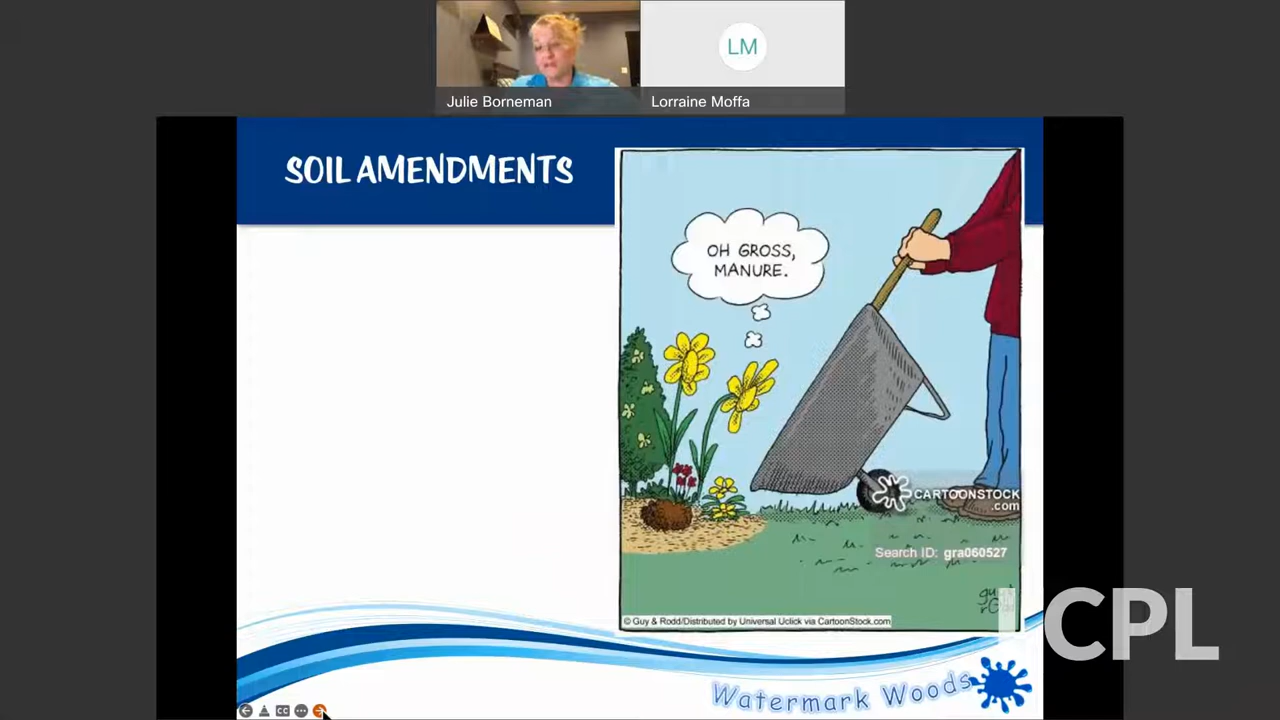 LM
Julie Borneman
Lorraine Moffa
SOIL AMENDMENTS
OH GROSS,
MANURE.
CARTOONSTOCK
.com
Search ID: gra060527
© Guy & Rodd/Distributed by Universal Uclick via CartoonStock.com
CPL
Watermark Woods
CC